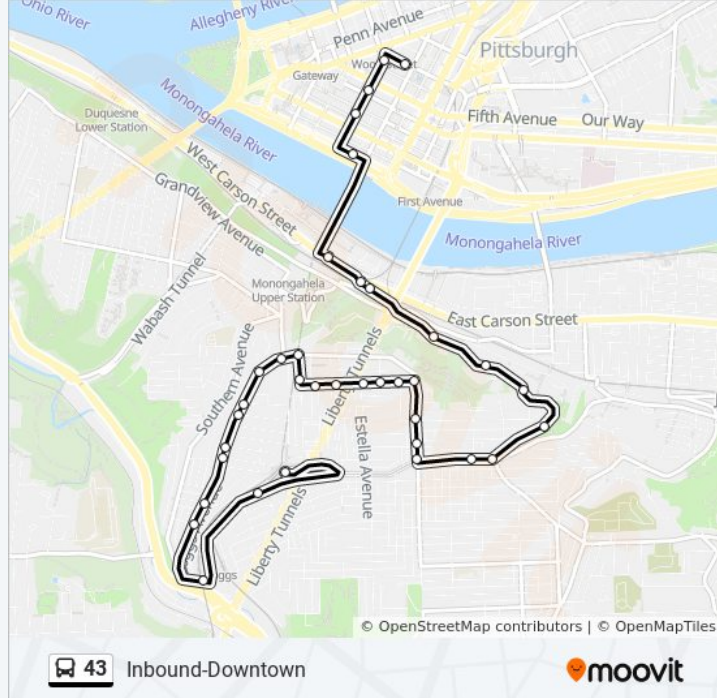 Ohio River
Allegheny River
Penn Avenue
Pittsburgh
Gateway
Duquesne
Lower Station
Monongahela River
Fifth Avenue
Our Way
West Carson Street
Grandview Avenue
First Avenue
Monongahela River
Wabash Tunnel
Monongahela
Upper Station
East Carson Street
Southern Avenue
Liberty Tunnels
Estella Avenue
Liberty Tunnels
© OpenStreetMap contributors | © OpenMapTiles
43 Inbound-Downtown
moovit